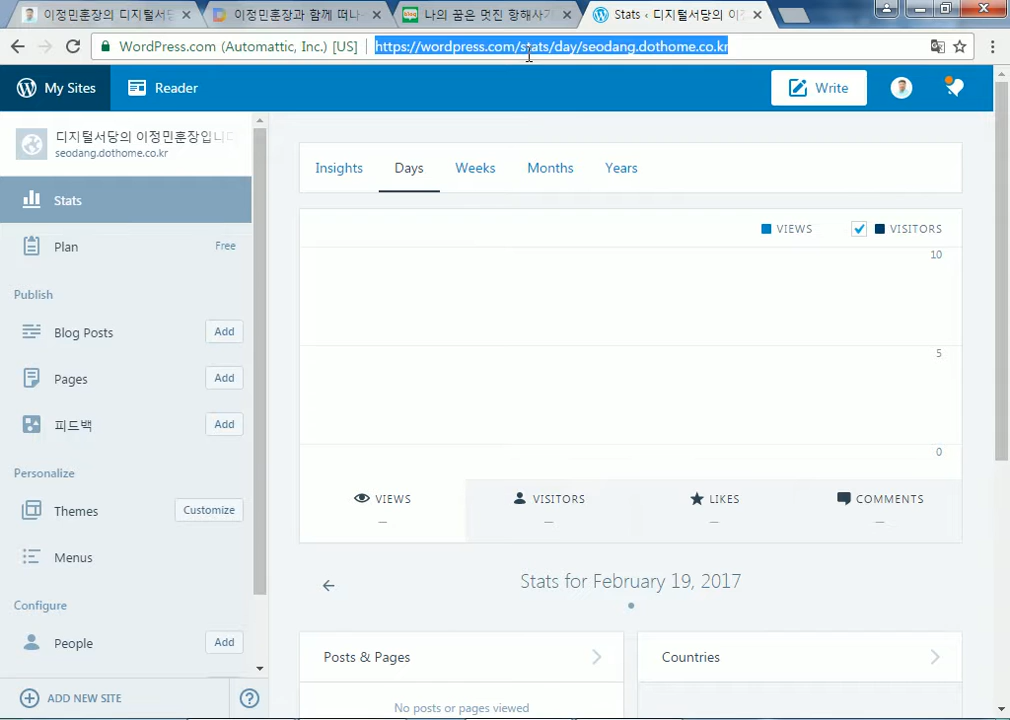 이정민훈장의 디지털서당
이정민훈장과 함께 떠나
나의 꿈은 멋진 항해사
Stats ‹ 디지털서당의 이
WordPress.com (Automattic, Inc.) [US]
https://wordpress.com/stats/day/seodang.dothome.co.kr
My Sites
Reader
Write
디지털서당의 이정민훈장입니다
seodang.dothome.co.kr
Insights
Days
Weeks
Months
Years
Stats
VIEWS
VISITORS
Plan
Free
10
Publish
Blog Posts
Add
5
Pages
Add
피드백
Add
0
Personalize
VIEWS
VISITORS
LIKES
COMMENTS
Themes
Customize
–
–
–
–
Menus
Stats for February 19, 2017
Configure
People
Add
Posts & Pages
Countries
ADD NEW SITE
No posts or pages viewed